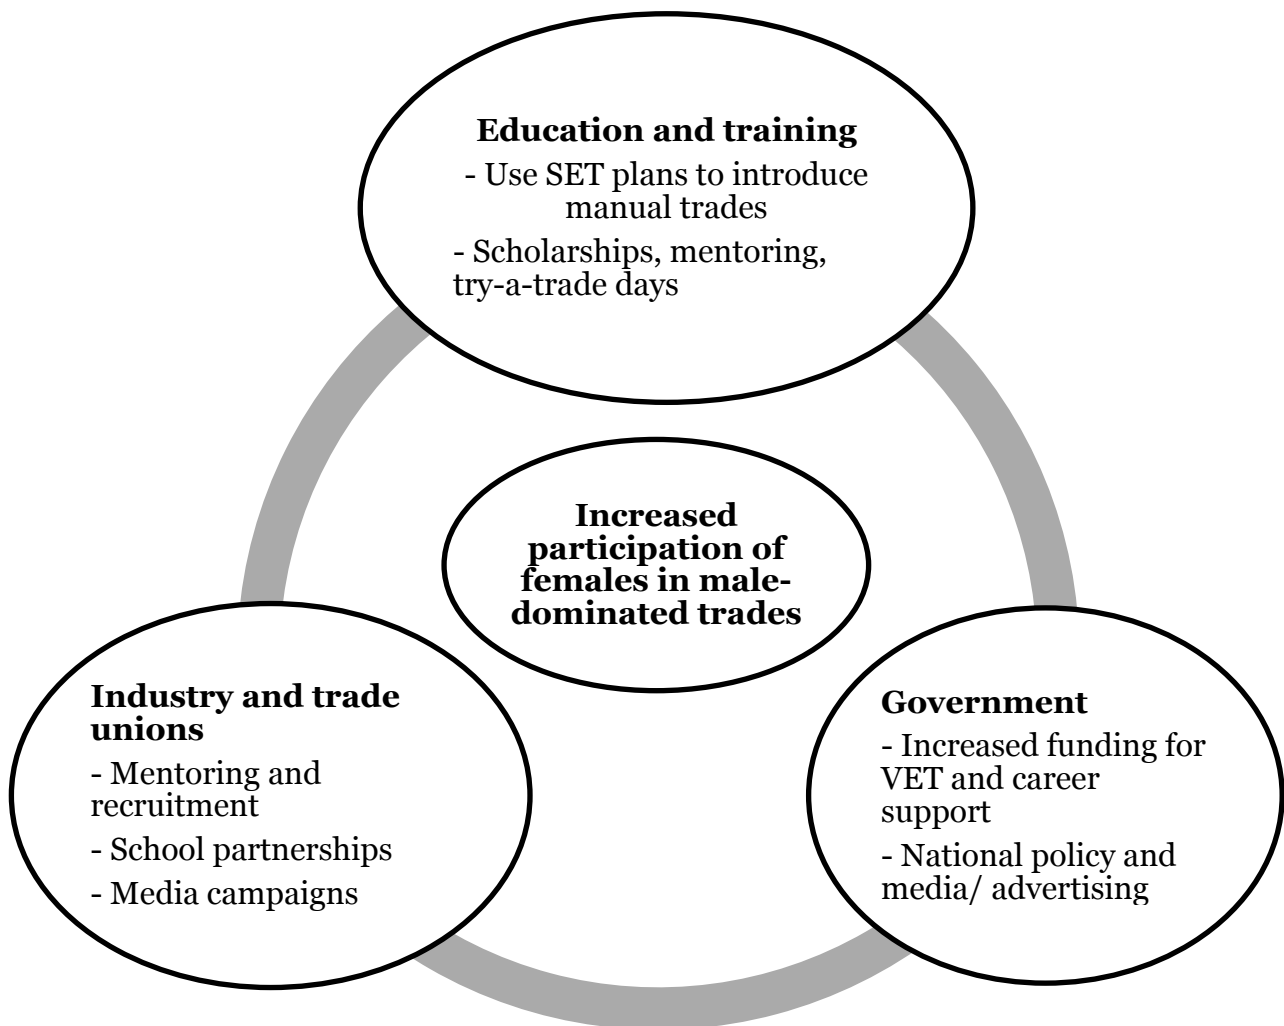 Education and training
- Use SET plans to introduce
manual trades
- Scholarships, mentoring,
try-a-trade days
Increased
participation of
females in male-
dominated trades
Industry and trade
unions
- Mentoring and
recruitment
- School partnerships
- Media campaigns
Government
- Increased funding for
VET and career
support
- National policy and
media/ advertising